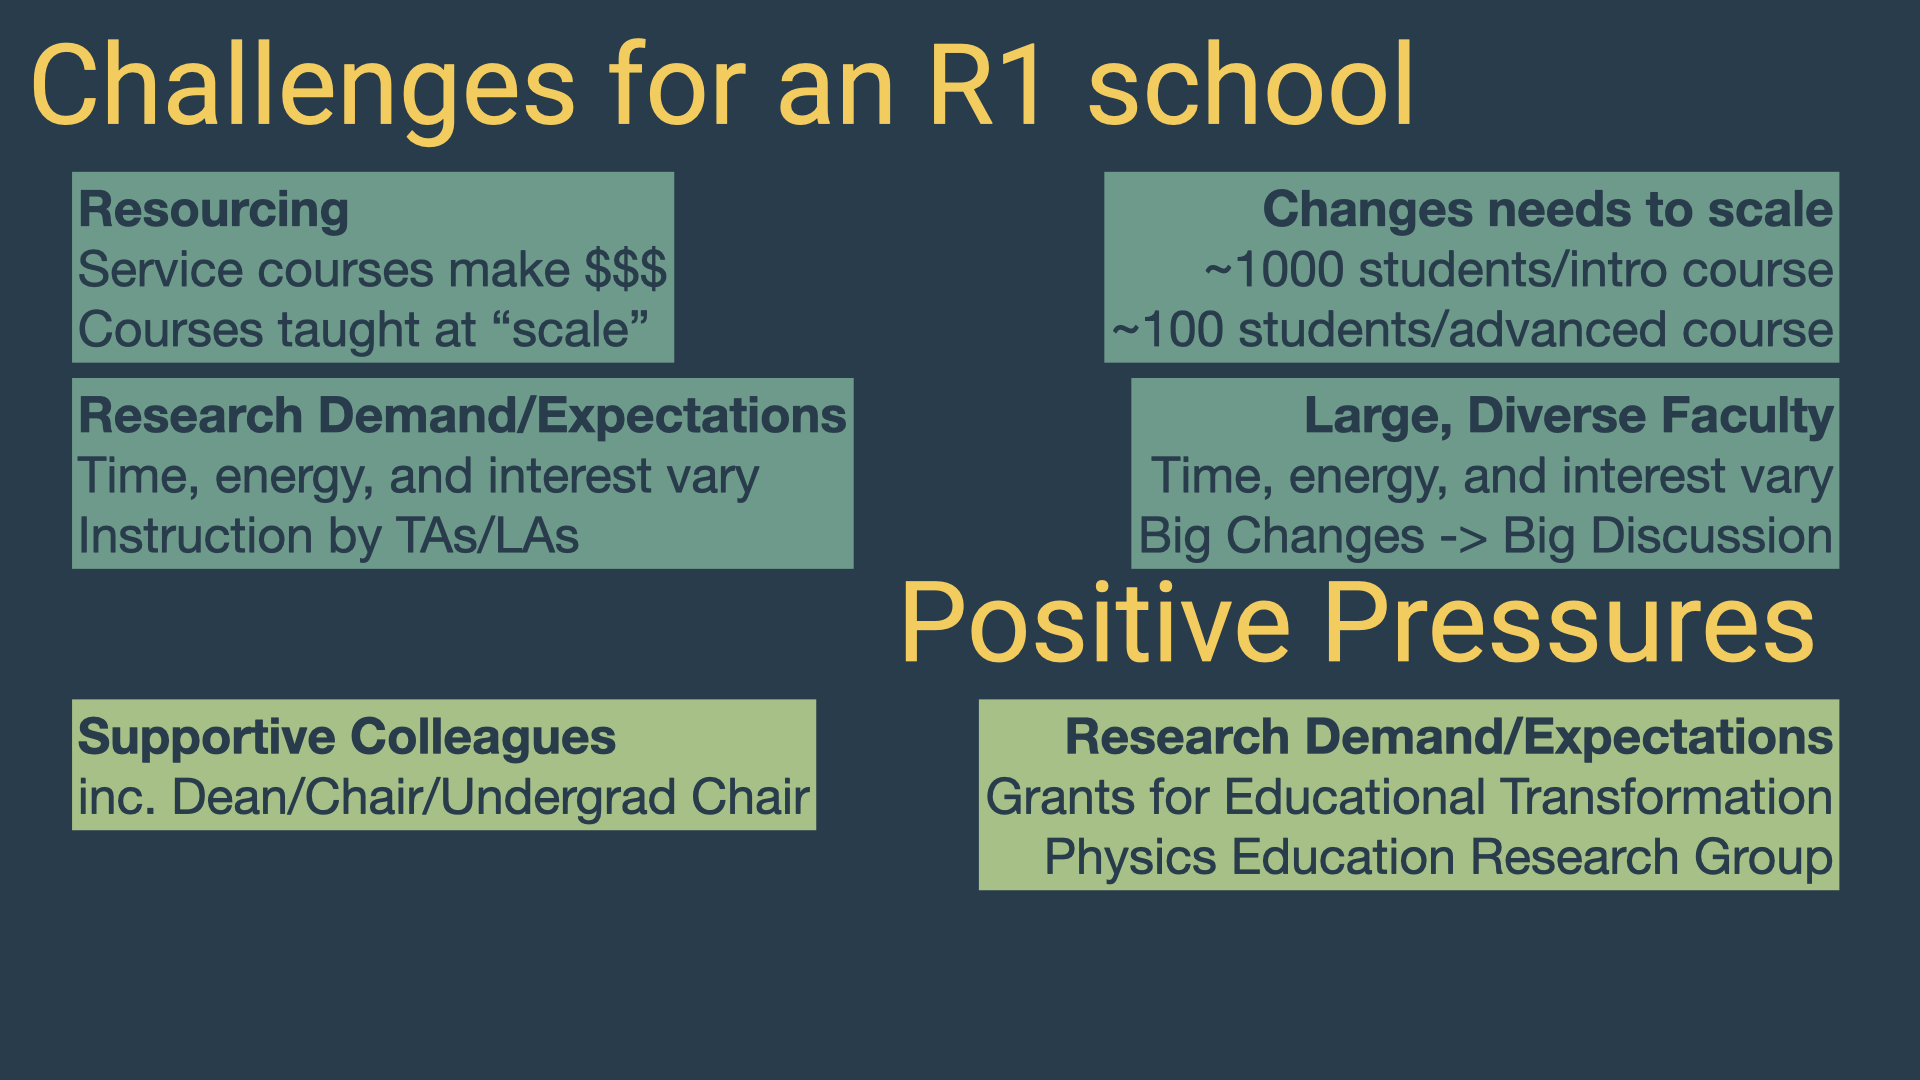 Challenges for an R1 school
Resourcing
Service courses make $$$
Courses taught at “scale”
Changes needs to scale
~1000 students/intro course
~100 students/advanced course
Research Demand/Expectations
Time, energy, and interest vary
Instruction by TAs/LAs
Large, Diverse Faculty
Time, energy, and interest vary
Big Changes -> Big Discussion
Positive Pressures
Supportive Colleagues
inc. Dean/Chair/Undergrad Chair
Research Demand/Expectations
Grants for Educational Transformation
Physics Education Research Group